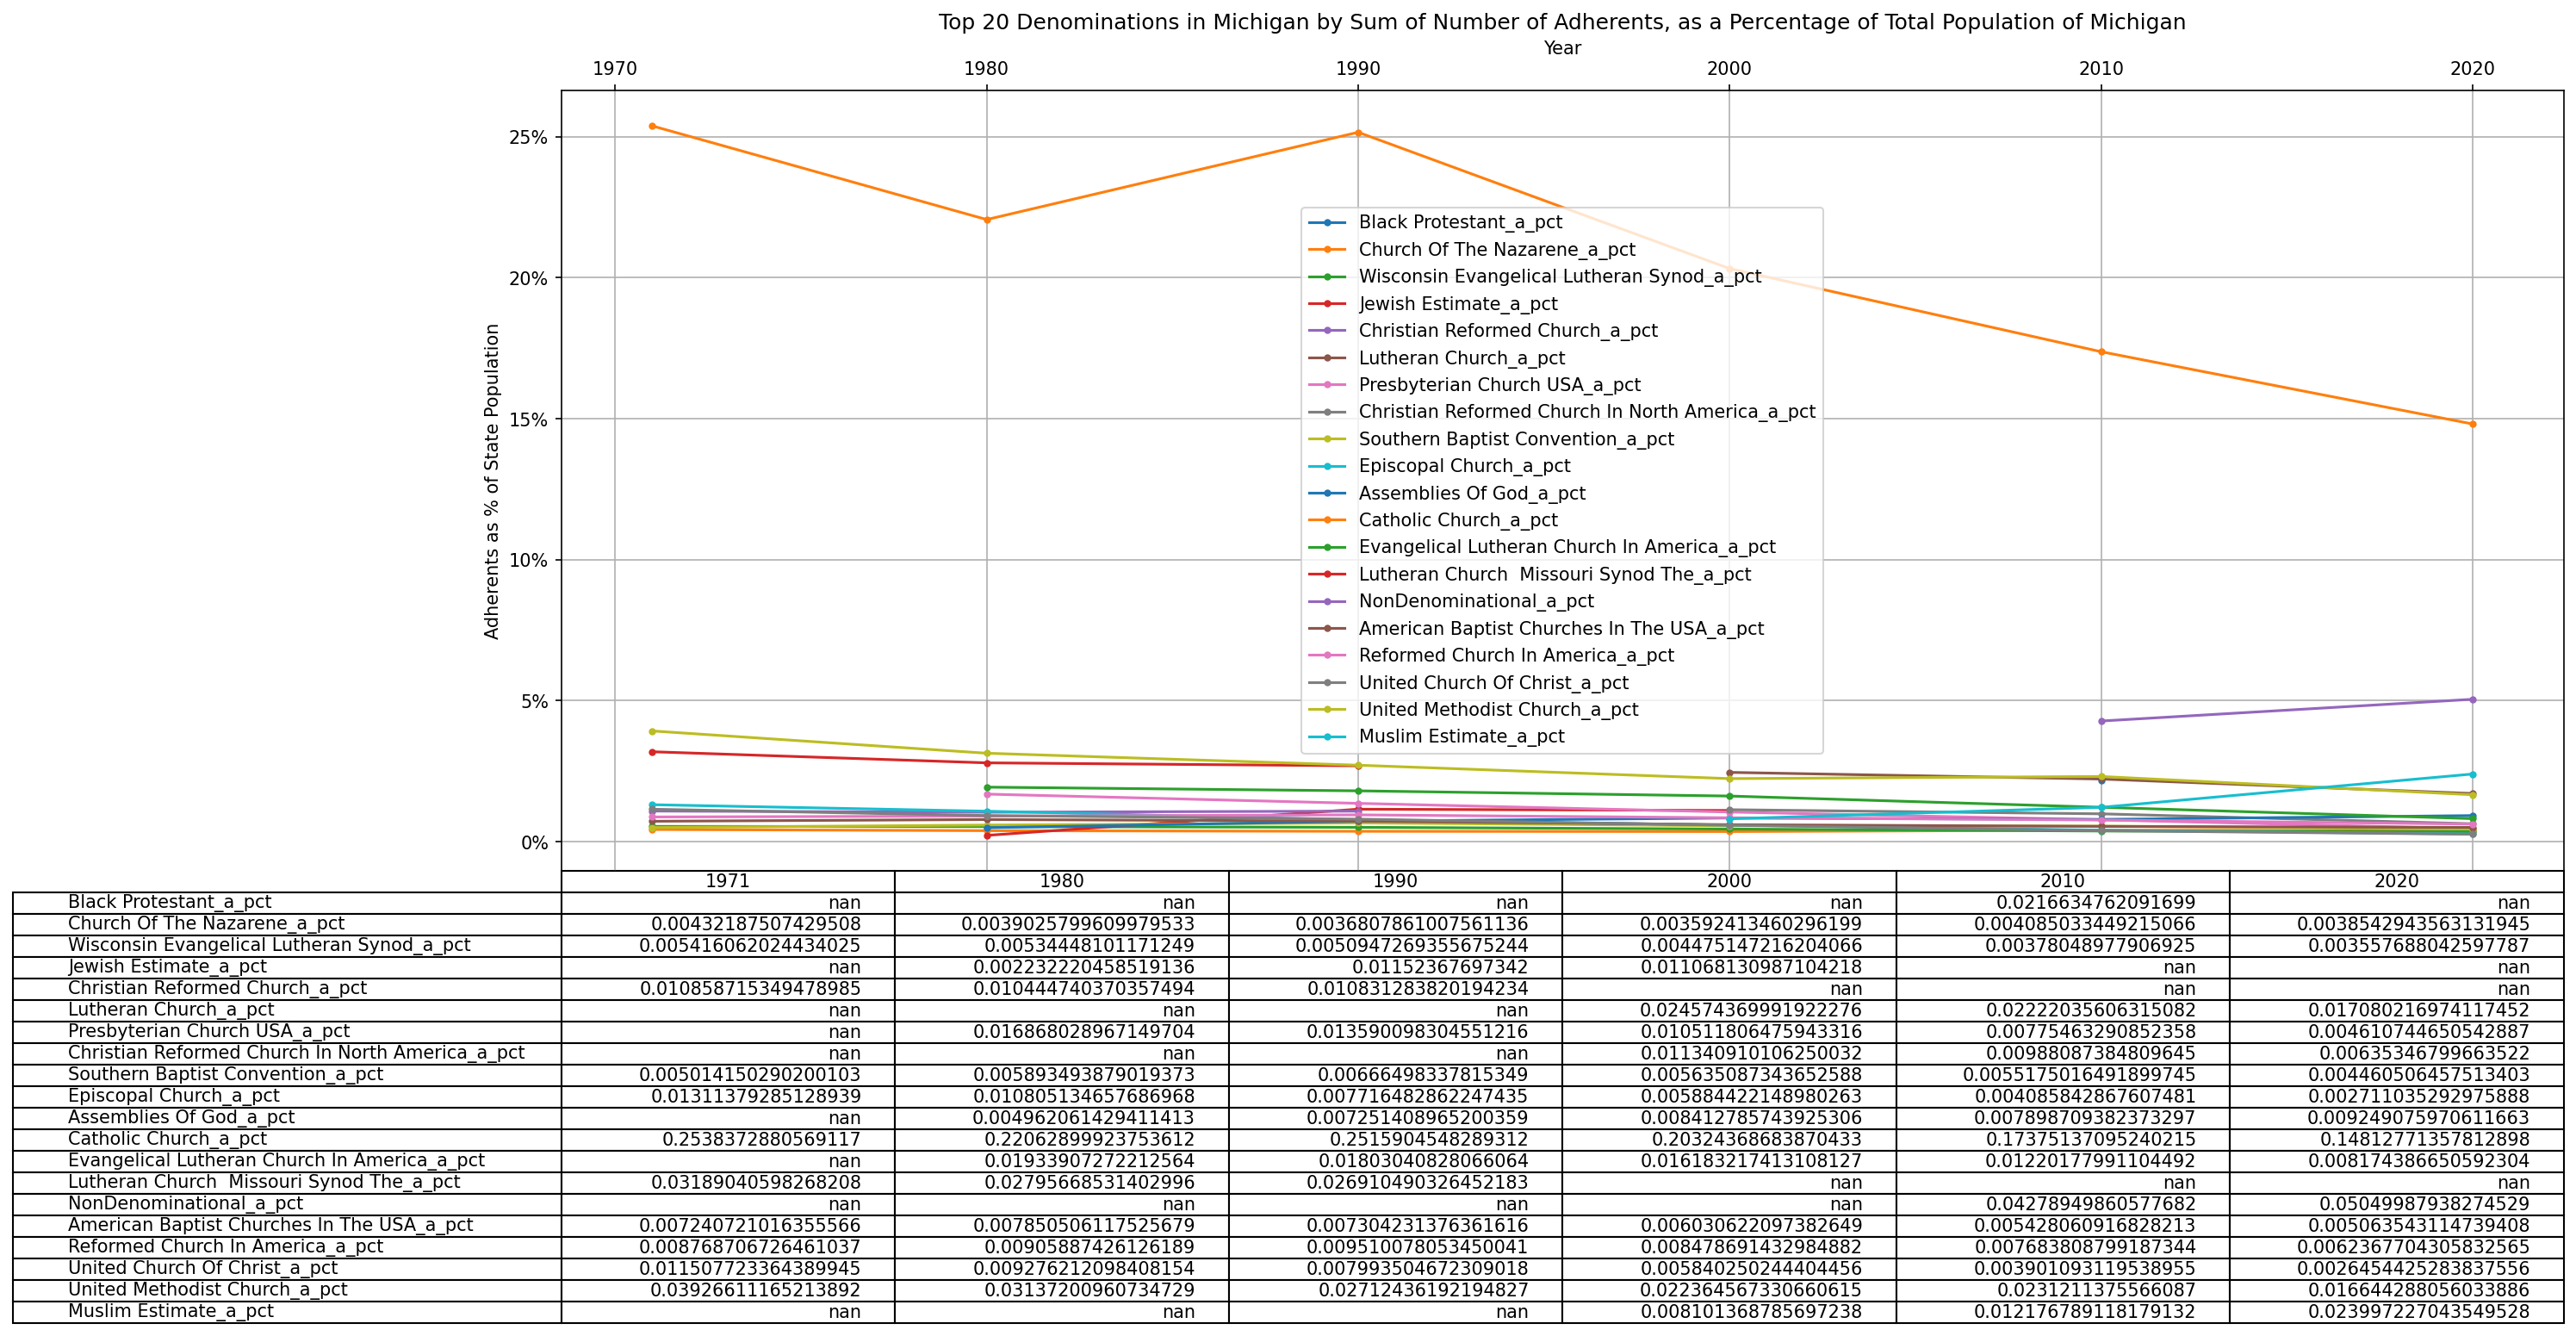 Top 20 Denominations in Michigan by Sum of Number of Adherents, as a Percentage of Total Population of Michigan
Year
1970 1980 1990 2000 2010 2020
25%
20%
15%
10%
5%
0%
Adherents as % of State Population
Black Protestant_a_pct
Church Of The Nazarene_a_pct
Wisconsin Evangelical Lutheran Synod_a_pct
Jewish Estimate_a_pct
Christian Reformed Church_a_pct
Lutheran Church_a_pct
Presbyterian Church USA_a_pct
Christian Reformed Church In North America_a_pct
Southern Baptist Convention_a_pct
Episcopal Church_a_pct
Assemblies Of God_a_pct
Catholic Church_a_pct
Evangelical Lutheran Church In America_a_pct
Lutheran Church  Missouri Synod The_a_pct
NonDenominational_a_pct
American Baptist Churches In The USA_a_pct
Reformed Church In America_a_pct
United Church Of Christ_a_pct
United Methodist Church_a_pct
Muslim Estimate_a_pct
1971 1980 1990 2000 2010 2020
Black Protestant_a_pct nan nan nan nan 0.0216634762091699 nan
Church Of The Nazarene_a_pct 0.00432187507429508 0.0039025799609979533 0.0036807861007561136 0.003592413460296199 0.004085033449215066 0.0038542943563131945
Wisconsin Evangelical Lutheran Synod_a_pct 0.005416062024434025 0.00534448101171249 0.0050947269355675244 0.004475147216204066 0.00378048977906925 0.003557688042597787
Jewish Estimate_a_pct nan 0.002232220458519136 0.01152367697342 0.011068130987104218 nan nan
Christian Reformed Church_a_pct 0.010858715349478985 0.010444740370357494 0.010831283820194234 nan nan nan
Lutheran Church_a_pct nan nan nan 0.024574369991922276 0.02222035606315082 0.017080216974117452
Presbyterian Church USA_a_pct nan 0.016868028967149704 0.013590098304551216 0.010511806475943316 0.00775463290852358 0.004610744650542887
Christian Reformed Church In North America_a_pct nan nan nan 0.011340910106250032 0.00988087384809645 0.00635346799663522
Southern Baptist Convention_a_pct 0.005014150290200103 0.005893493879019373 0.00666498337815349 0.005635087343652588 0.0055175016491899745 0.004460506457513403
Episcopal Church_a_pct 0.01311379285128939 0.010805134657686968 0.007716482862247435 0.005884422148980263 0.004085842867607481 0.002711035292975888
Assemblies Of God_a_pct nan 0.004962061429411413 0.007251408965200359 0.008412785743925306 0.007898709382373297 0.009249075970611663
Catholic Church_a_pct 0.2538372880569117 0.22062899923753612 0.2515904548289312 0.20324368683870433 0.17375137095240215 0.14812771357812898
Evangelical Lutheran Church In America_a_pct nan 0.01933907272212564 0.01803040828066064 0.016183217413108127 0.01220177991104492 0.008174386650592304
Lutheran Church  Missouri Synod The_a_pct 0.03189040598268208 0.02795668531402996 0.026910490326452183 nan nan nan
NonDenominational_a_pct nan nan nan nan 0.04278949860577682 0.05049987938274529
American Baptist Churches In The USA_a_pct 0.007240721016355566 0.007850506117525679 0.007304231376361616 0.006030622097382649 0.005428060916828213 0.005063543114739408
Reformed Church In America_a_pct 0.008768706726461037 0.00905887426126189 0.009510078053450041 0.008478691432984882 0.007683808799187344 0.0062367704305832565
United Church Of Christ_a_pct 0.011507723364389945 0.009276212098408154 0.007993504672309018 0.005840250244404456 0.003901093119538955 0.0026454425283837556
United Methodist Church_a_pct 0.03926611165213892 0.03137200960734729 0.02712436192194827 0.022364567330660615 0.0231211375566087 0.016644288056033886
Muslim Estimate_a_pct nan nan nan 0.008101368785697238 0.012176789118179132 0.023997227043549528